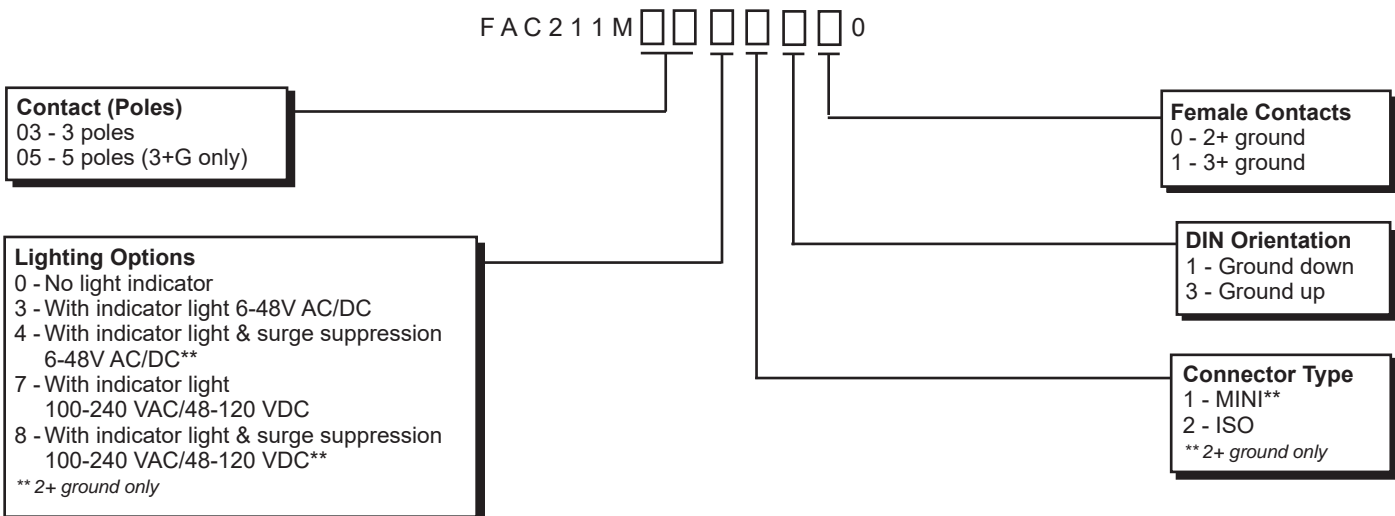 FAC211M 0
Contact (Poles)
03 - 3 poles
05 - 5 poles (3+G only)
Lighting Options
0 - No light indicator
3 - With indicator light 6-48V AC/DC
4 - With indicator light & surge suppression
6-48V AC/DC**
7 - With indicator light
100-240 VAC/48-120 VDC
8 - With indicator light & surge suppression
100-240 VAC/48-120 VDC**
** 2+ ground only
Female Contacts
0 - 2+ ground
1 - 3+ ground
DIN Orientation
1 - Ground down
3 - Ground up
Connector Type
1 - MINI**
2 - ISO
** 2+ ground only